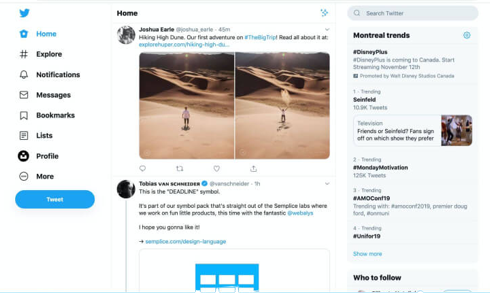 Home
Explore
Notifications
Messages
Bookmarks
Lists
Profile
More
Tweet
Home
Joshua Earle @joshua_earle · 45m
Hiking High Dune. Our first adventure on #TheBigTrip! Read all about it at:
explorehuper.com/hiking-high-du...
Tobias van Schneider @vanschneider · 1h
This is the "DEADLINE" symbol.
It's part of our symbol pack that's straight out of the Semplice labs where
we work on fun little products, this time with the fantastic
I hope you gonna like it!
→ semplice.com/design-language
Search Twitter
Montreal trends
#DisneyPlus
#DisneyPlus is coming to Canada. Start
Streaming November 12th
Promoted by Walt Disney Studios Canada
1 · Trending
Seinfeld
10.9K Tweets
Television
Friends or Seinfeld? Fans sign
off on which show they prefer
2 · Trending
#MondayMotivation
125K Tweets
3 · Trending
#AMOConf19
Trending with: #amoconf2019, premier doug
ford, #onmuni
4 · Trending
#Unifor19
Show more
Who to follow